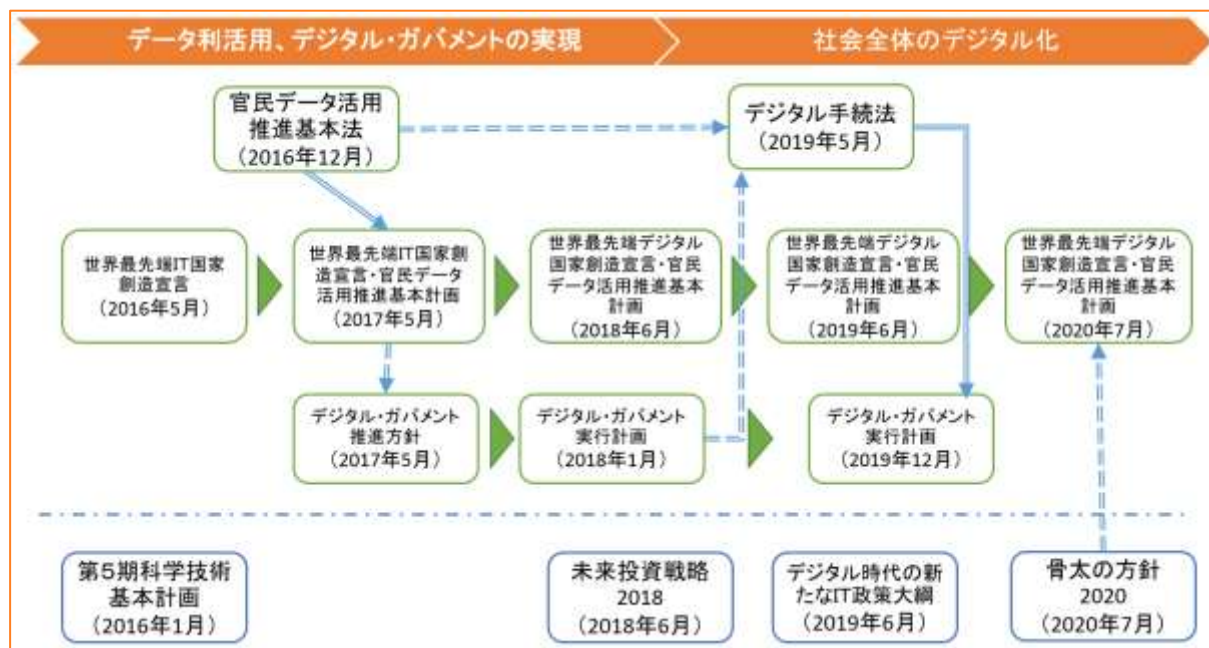 データ利活用、デジタル・ガバメントの実現
社会全体のデジタル化
官民データ活用
推進基本法
（2016年12月）
デジタル手続法
（2019年5月）
世界最先端IT国家
創造宣言
（2016年5月）
世界最先端IT国家創
造宣言・官民データ
活用推進基本計画
（2017年5月）
世界最先端デジタル
国家創造宣言・官民
データ活用推進基本
計画
（2018年6月）
世界最先端デジタル
国家創造宣言・官民
データ活用推進基本
計画
（2019年6月）
世界最先端デジタル
国家創造宣言・官民
データ活用推進基本
計画
（2020年7月）
デジタル・ガバメント
推進方針
（2017年5月）
デジタル・ガバメント
実行計画
（2018年1月）
デジタル・ガバメント
実行計画
（2019年12月）
第５期科学技術
基本計画
（2016年1月）
未来投資戦略
2018
（2018年6月）
デジタル時代の新
たなIT政策大綱
（2019年6月）
骨太の方針
2020
（2020年7月）